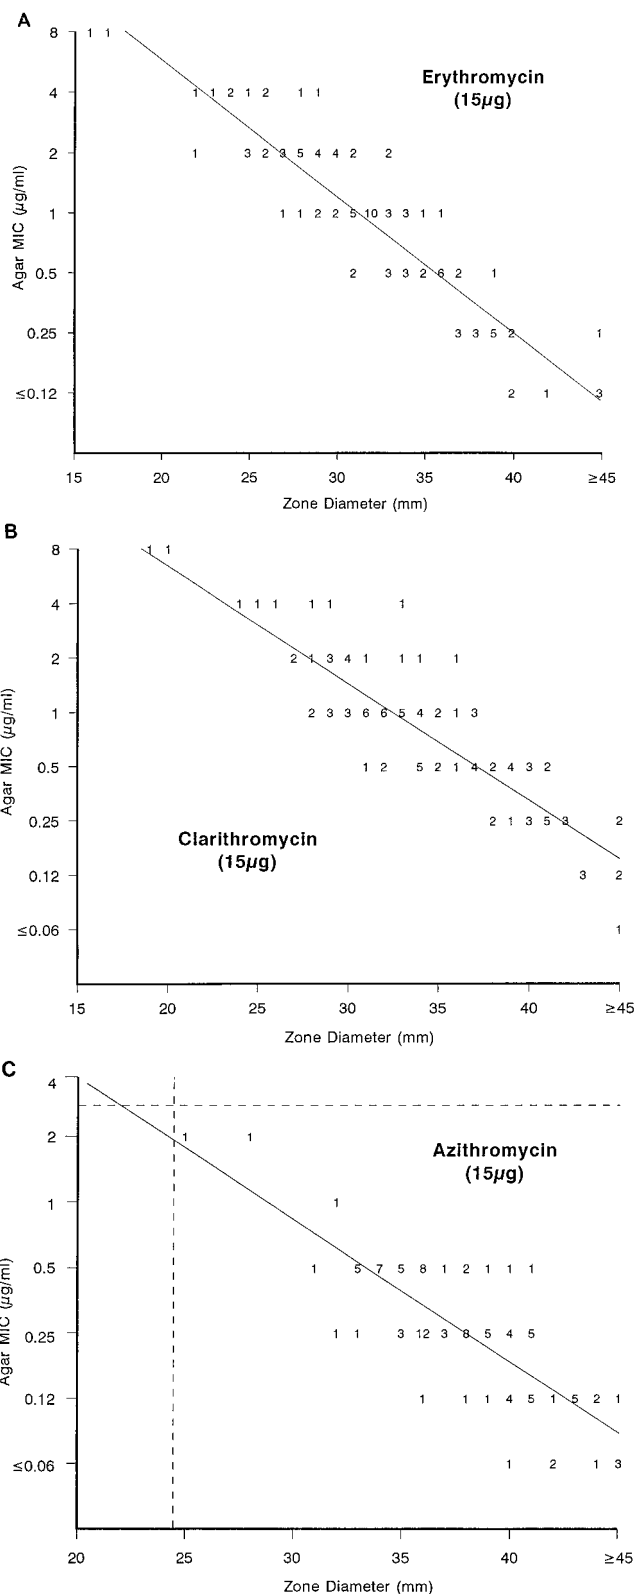 A
8 1 1
Erythromycin
(15µg)
4 1 1 2 1 2 1 1
2 1 3 2 3 5 4 4 2 2
1 1 1 2 2 5 10 3 3 1 1
0.5 2 3 3 2 6 2 1
0.25 3 3 5 2 1
≤0.12 2 1 3
Agar MIC (µg/ml)
15 20 25 30 35 40 ≥45
Zone Diameter (mm)
B
8 1 1
4 1 1 1 1 1 1
2 2 1 3 4 1 1 1 1
1 2 3 3 6 6 5 4 2 1 3
0.5 1 2 5 2 1 4 2 4 3 2
0.25 2 1 3 5 3 2
Clarithromycin
(15µg)
0.12 3 2
≤0.06 1
Agar MIC (µg/ml)
15 20 25 30 35 40 ≥45
Zone Diameter (mm)
C
4
2 1 1
Azithromycin
(15µg)
1 1
0.5 1 5 7 5 8 1 2 1 1 1
0.25 1 1 3 12 3 8 5 4 5
0.12 1 1 1 4 5 1 5 2 1
≤0.06 1 2 1 3
Agar MIC (µg/ml)
20 25 30 35 40 ≥45
Zone Diameter (mm)